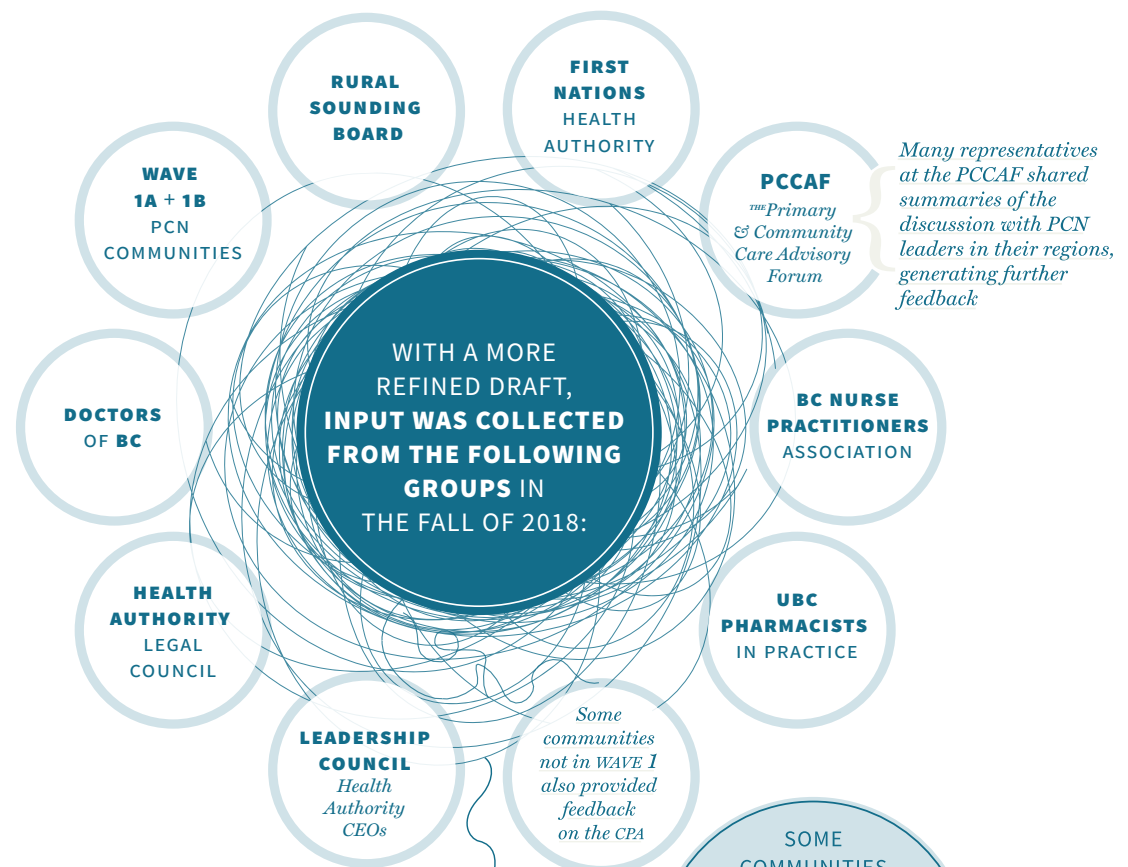 RURAL
SOUNDING
BOARD
FIRST
NATIONS
HEALTH
AUTHORITY
WAVE
1A + 1B
PCN
COMMUNITIES
PCCAF
THE Primary
& Community
Care Advisory
Forum
Many representatives
at the PCCAF shared
summaries of the
discussion with PCN
leaders in their regions,
generating further
feedback
WITH A MORE
REFINED DRAFT,
INPUT WAS COLLECTED
FROM THE FOLLOWING
GROUPS IN
THE FALL OF 2018:
DOCTORS
OF BC
BC NURSE
PRACTITIONERS
ASSOCIATION
HEALTH
AUTHORITY
LEGAL
COUNCIL
UBC
PHARMACISTS
IN PRACTICE
LEADERSHIP
COUNCIL
Health
Authority
CEOs
Some
communities
not in WAVE 1
also provided
feedback
on the CPA
SOME
COMMUNITIES